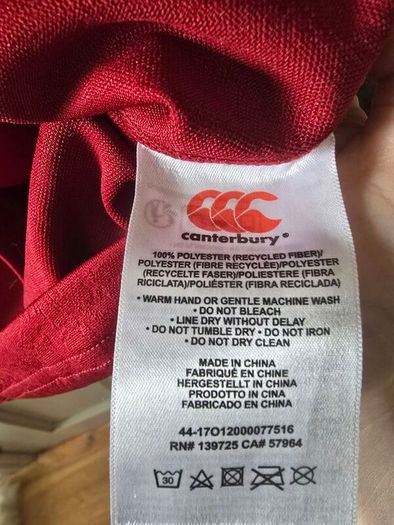 canterbury®
100% POLYESTER (RECYCLED FIBER)/
POLYESTER (FIBRE RECYCLÉE)/POLYESTER
(RECYCELTE FASER)/POLIESTERE (FIBRA
RICICLATA)/POLIÉSTER (FIBRA RECICLADA)
• WARM HAND OR GENTLE MACHINE WASH
• DO NOT BLEACH
• LINE DRY WITHOUT DELAY
• DO NOT TUMBLE DRY • DO NOT IRON
• DO NOT DRY CLEAN
MADE IN CHINA
FABRIQUÉ EN CHINE
HERGESTELLT IN CHINA
PRODOTTO IN CINA
FABRICADO EN CHINA
44-17O12000077516
RN# 139725 CA# 57964
30